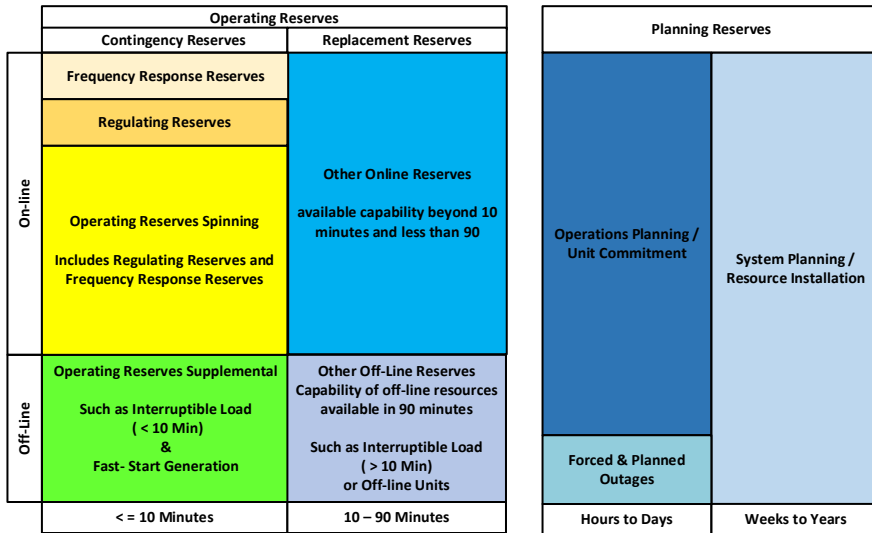 Operating Reserves
Contingency Reserves
Replacement Reserves
On-line
Frequency Response Reserves
Regulating Reserves
Operating Reserves Spinning
Includes Regulating Reserves and
Frequency Response Reserves
Other Online Reserves
available capability beyond 10
minutes and less than 90
Off-Line
Operating Reserves Supplemental
Such as Interruptible Load
( < 10 Min)
&
Fast- Start Generation
Other Off-Line Reserves
Capability of off-line resources
available in 90 minutes
Such as Interruptible Load
( > 10 Min)
or Off-line Units
< = 10 Minutes
10 – 90 Minutes
Planning Reserves
Operations Planning /
Unit Commitment
System Planning /
Resource Installation
Forced & Planned
Outages
Hours to Days
Weeks to Years